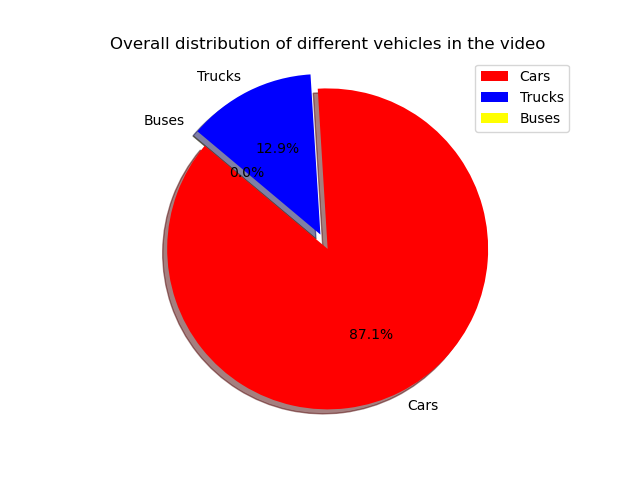 Overall distribution of different vehicles in the video
Cars
Trucks
Buses
Trucks
Buses
12.9%
0.0%
87.1%
Cars